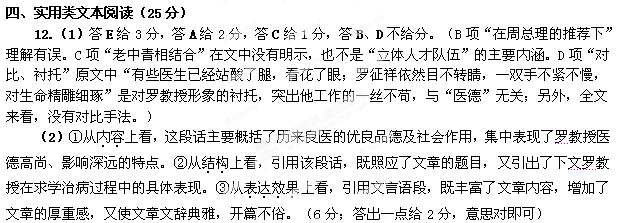 四、实用类文本阅读(25 分)
12.(1)答 E 给 3 分,答 A 给 2 分,答 C 给 1 分,答 B、D 不给分。(B 项“在周总理的推荐下”
理解有误。C 项“老中青相结合”在文中没有明示,也不是“立体人才队伍”的主要内涵。D 项“对
比、衬托”原文中“有些医生已经站酸了腿,看花了眼;罗征祥依然目不转睛,一双手不紧不慢,
对生命精雕细琢”是对罗教授形象的衬托,突出他工作的一丝不苟,与“医德”无关;另外,全文
来看,没有对比手法。)
(2)①从内容上看,这段话主要概括了历来良医的优良品德及社会作用,集中表现了罗教授医
德高尚、影响深远的特点。②从结构上看,引用该段话,既照应了文章的题目,又引出了下文罗教
授在求学治病过程中的具体表现。③从表达效果上看,引用文言语段,既丰富了文章内容,增加了
文章的厚重感,又使文章文辞典雅,开篇不俗。(6 分;答出一点给 2 分,意思对即可)